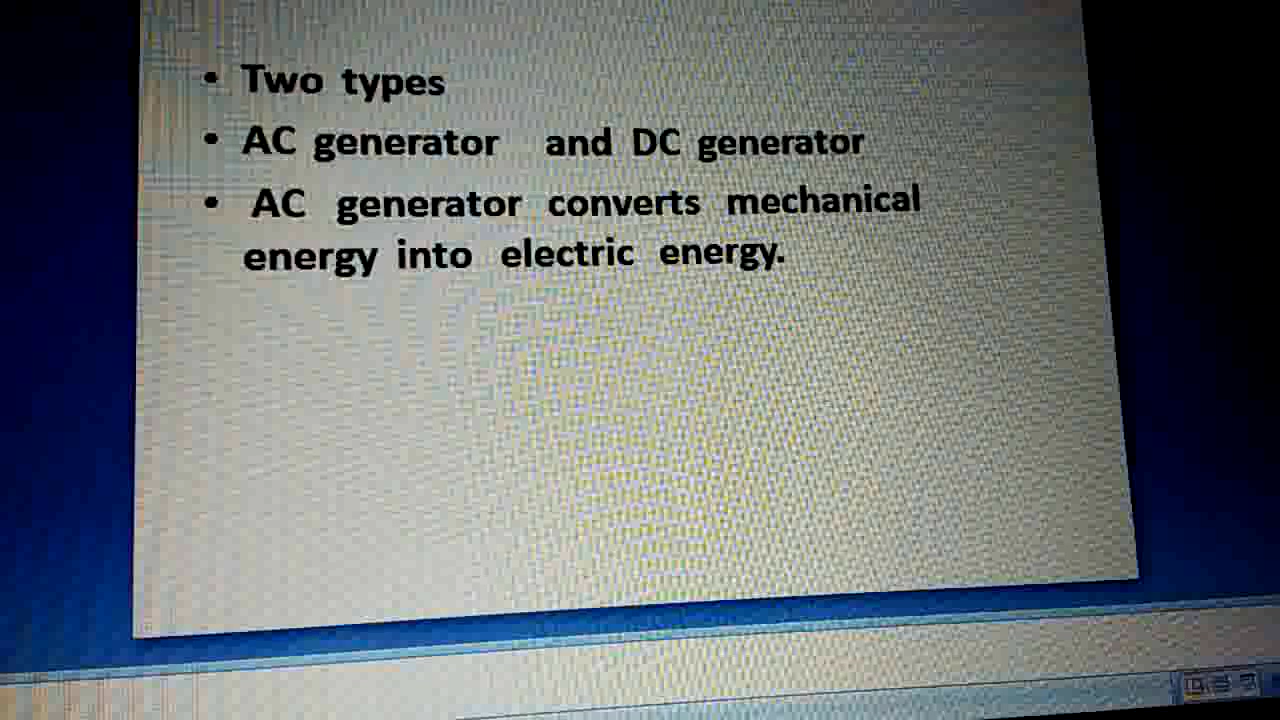 • Two types
• AC generator and DC generator
• AC generator converts mechanical
energy into electric energy.